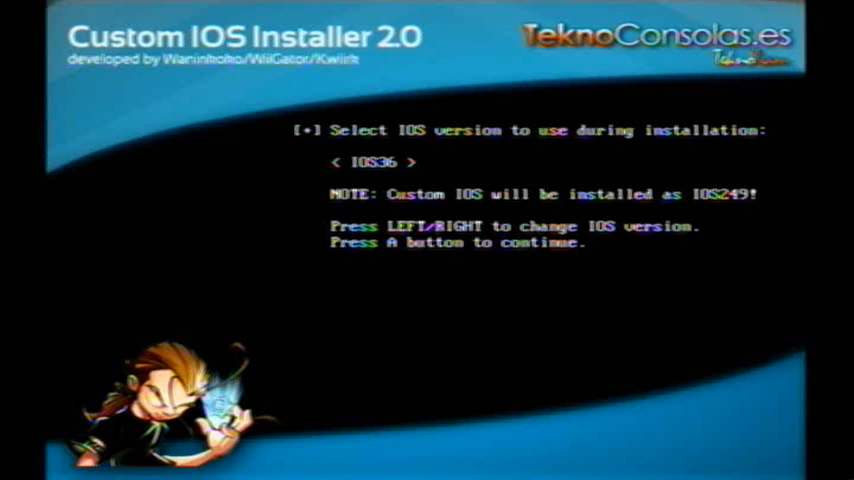 Custom IOS Installer 2.0
developed by Waninkoko/WiiGator/Kwiirk
TeknoConsolas.es
[+] Select IOS version to use during installation:
< IOS36 >
NOTE: Custom IOS will be installed as IOS249!
Press LEFT/RIGHT to change IOS version.
Press A button to continue.